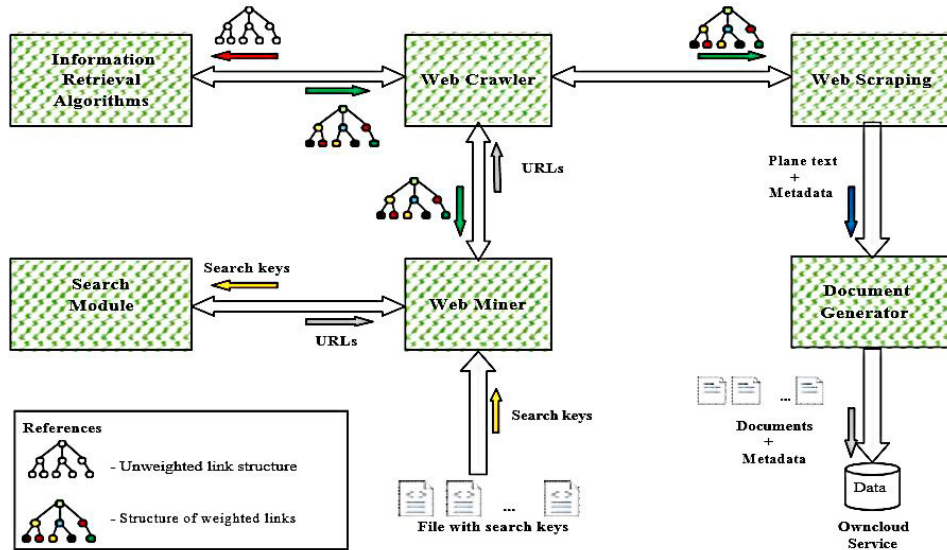 Information
Retrieval
Algorithms
Web Crawler
Web Scraping
URLs
Plane text
+
Metadata
Search keys
Search
Module
Web Miner
Document
Generator
URLs
Search keys
...
Documents
+
Metadata
References
- Unweighted link structure
- Structure of weighted links
...
File with search keys
Data
Owncloud
Service